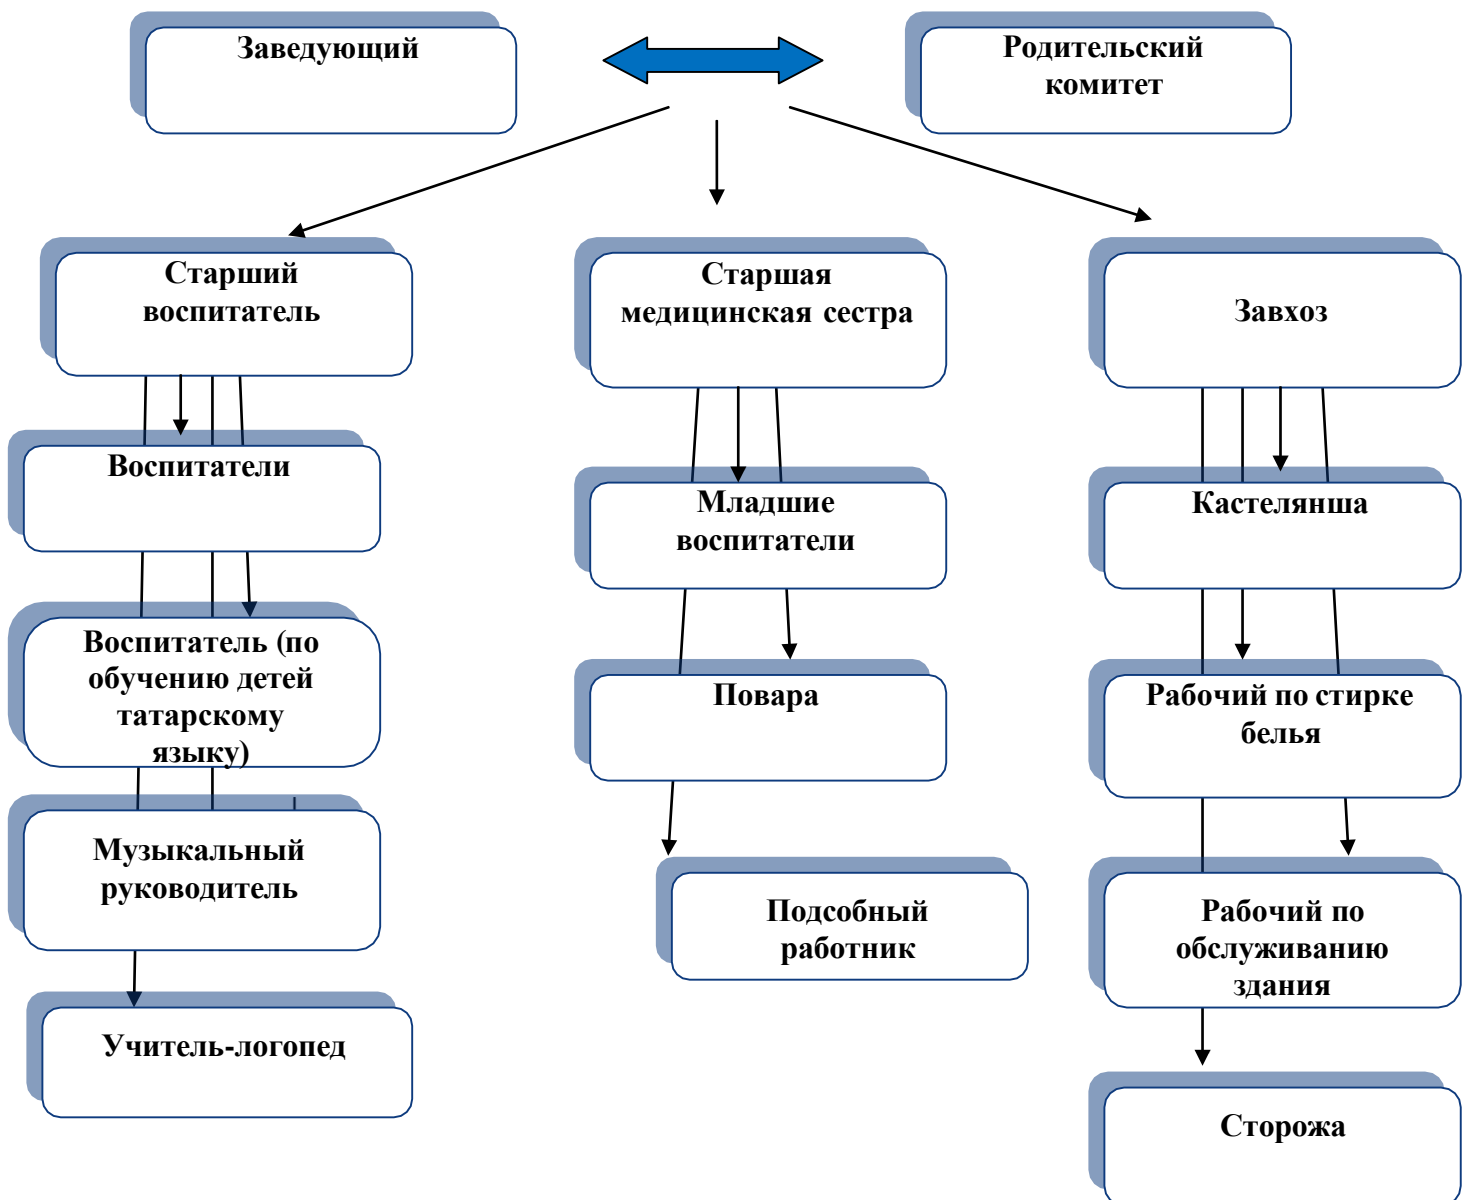 Заведующий
Родительский
комитет
Старший
воспитатель
Старшая
медицинская сестра
Завхоз
Воспитатели
Младшие
воспитатели
Кастелянша
Воспитатель (по
обучению детей
татарскому
языку)
Повара
Рабочий по стирке
белья
Музыкальный
руководитель
Подсобный
работник
Рабочий по
обслуживанию
здания
Учитель-логопед
Сторожа